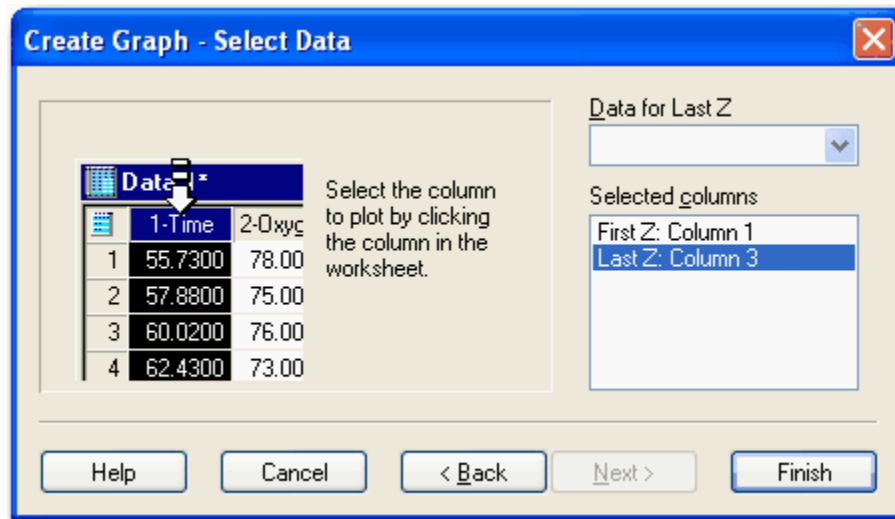 Create Graph - Select Data
Data 1*
1-Time 2-Oxyg
1 55.7300 78.00
2 57.8800 75.00
3 60.0200 76.00
4 62.4300 73.00
Select the column
to plot by clicking
the column in the
worksheet.
Data for Last Z
Selected columns
First Z: Column 1
Last Z: Column 3
Help Cancel < Back Next > Finish